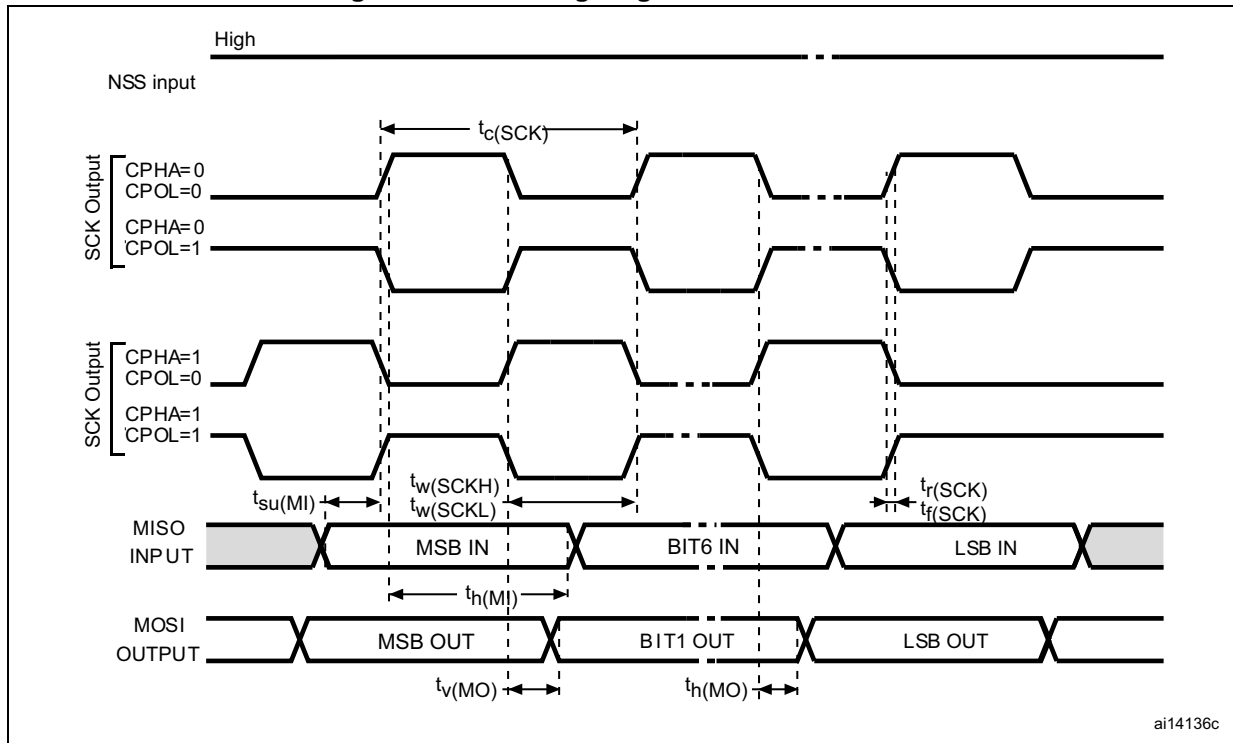 High
NSS input
tc(SCK)
SCK Output
CPHA=0
CPOL=0
CPHA=0
CPOL=1
SCK Output
CPHA=1
CPOL=0
CPHA=1
CPOL=1
tsu(MI)
tw(SCKH)
tw(SCKL)
tr(SCK)
tf(SCK)
MISO
INPUT
MSB IN
BIT6 IN
LSB IN
th(MI)
MOSI
OUTPUT
MSB OUT
BIT1 OUT
LSB OUT
tv(MO)
th(MO)
ai14136c